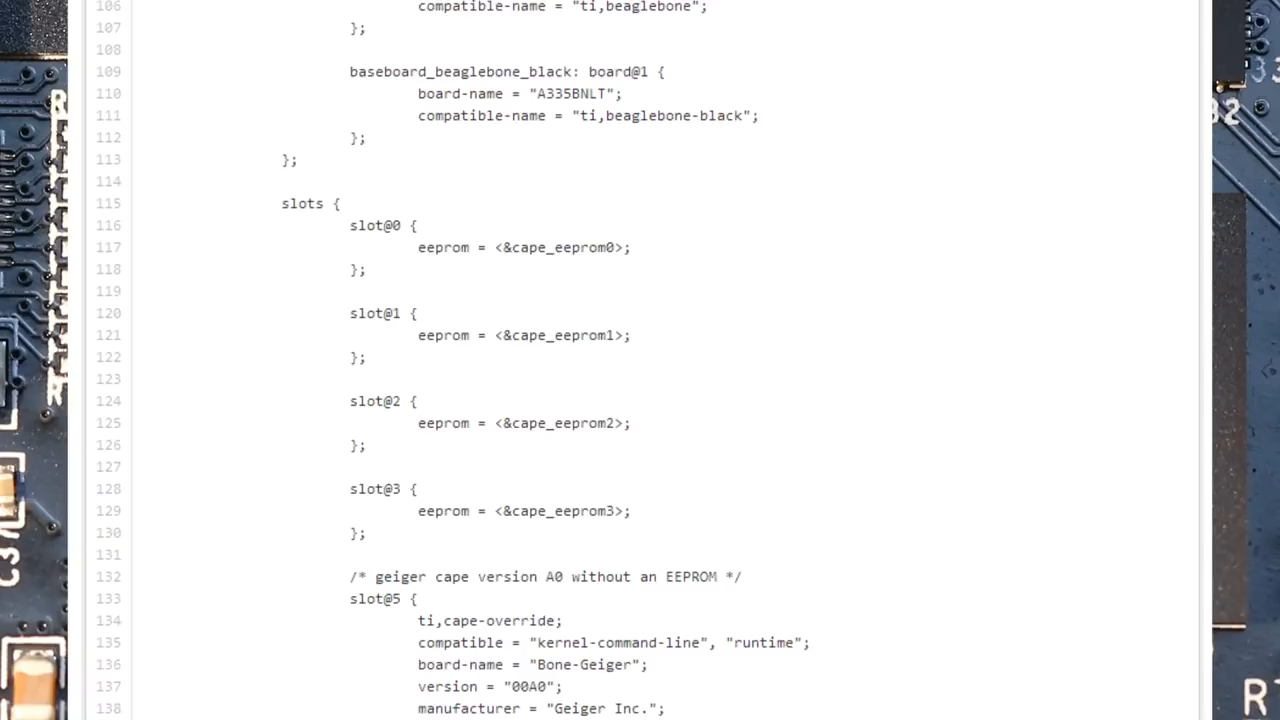 106 compatible-name = "ti,beaglebone";
107 };
108
109 baseboard_beaglebone_black: board@1 {
110 board-name = "A335BNLT";
111 compatible-name = "ti,beaglebone-black";
112 };
113 };
114
115 slots {
116 slot@0 {
117 eeprom = <&cape_eeprom0>;
118 };
119
120 slot@1 {
121 eeprom = <&cape_eeprom1>;
122 };
123
124 slot@2 {
125 eeprom = <&cape_eeprom2>;
126 };
127
128 slot@3 {
129 eeprom = <&cape_eeprom3>;
130 };
131
132 /* geiger cape version A0 without an EEPROM */
133 slot@5 {
134 ti,cape-override;
135 compatible = "kernel-command-line", "runtime";
136 board-name = "Bone-Geiger";
137 version = "00A0";
138 manufacturer = "Geiger Inc.";